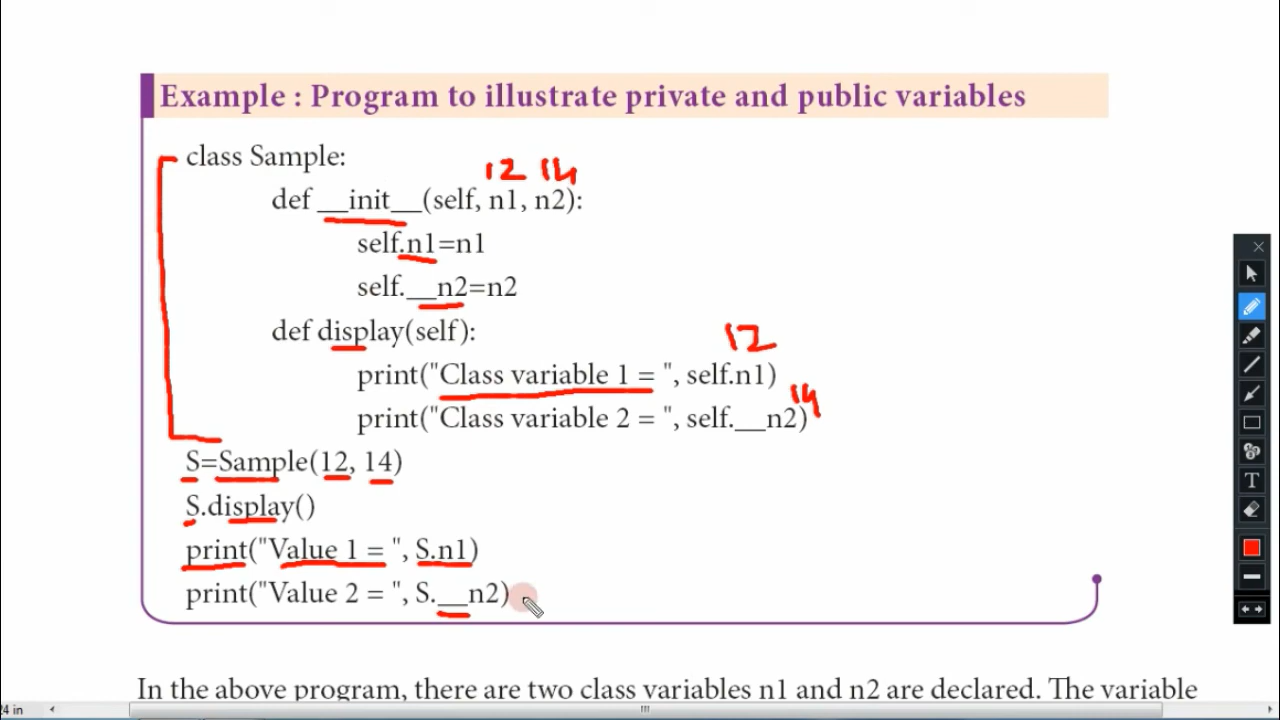 Example : Program to illustrate private and public variables
class Sample:
12 14
def __init__(self, n1, n2):
self.n1=n1
self.__n2=n2
def display(self):
12
print("Class variable 1 = ", self.n1)
14
print("Class variable 2 = ", self.__n2)
S=Sample(12, 14)
S.display()
print("Value 1 = ", S.n1)
print("Value 2 = ", S.__n2)
In the above program, there are two class variables n1 and n2 are declared. The variable
24 in
T